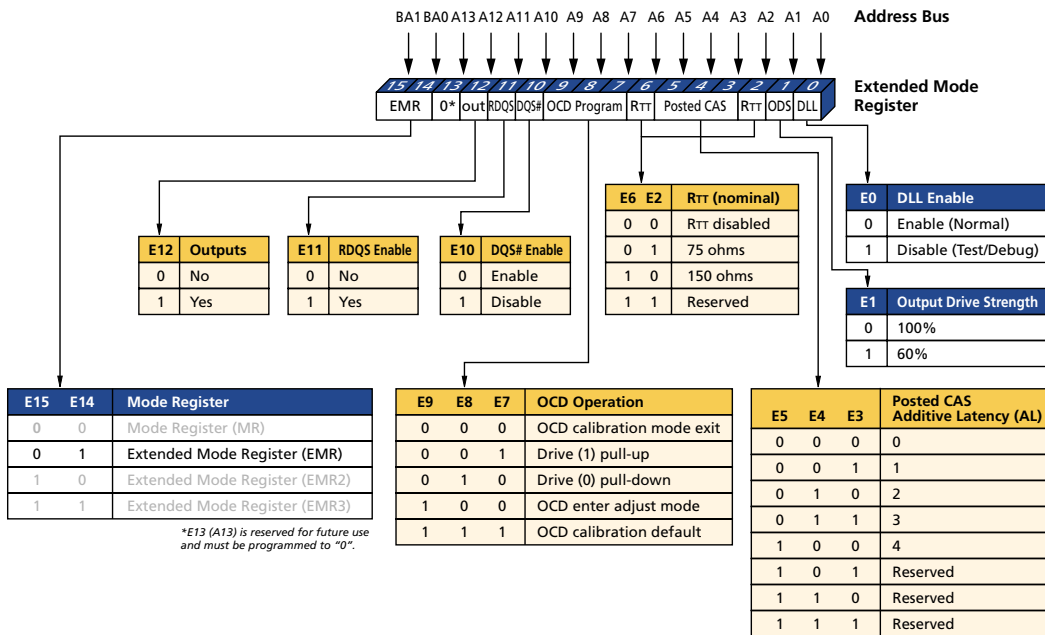 BA1 BA0 A13 A12 A11 A10 A9 A8 A7 A6 A5 A4 A3 A2 A1 A0 Address Bus
15 14 13 12 11 10 9 8 7 6 5 4 3 2 1 0
Extended Mode
Register
EMR 0* out RDQS DQS# OCD Program RTT Posted CAS RTT ODS DLL
E12 Outputs
0 No
1 Yes
E11 RDQS Enable
0 No
1 Yes
E10 DQS# Enable
0 Enable
1 Disable
E6 E2 RTT (nominal)
0 0 RTT disabled
0 1 75 ohms
1 0 150 ohms
1 1 Reserved
E0 DLL Enable
0 Enable (Normal)
1 Disable (Test/Debug)
E1 Output Drive Strength
0 100%
1 60%
E15 E14 Mode Register
0 0 Mode Register (MR)
0 1 Extended Mode Register (EMR)
1 0 Extended Mode Register (EMR2)
1 1 Extended Mode Register (EMR3)
*E13 (A13) is reserved for future use
and must be programmed to “0”.
E9 E8 E7 OCD Operation
0 0 0 OCD calibration mode exit
0 0 1 Drive (1) pull-up
0 1 0 Drive (0) pull-down
1 0 0 OCD enter adjust mode
1 1 1 OCD calibration default
E5 E4 E3 Posted CAS
Additive Latency (AL)
0 0 0 0
0 0 1 1
0 1 0 2
0 1 1 3
1 0 0 4
1 0 1 Reserved
1 1 0 Reserved
1 1 1 Reserved